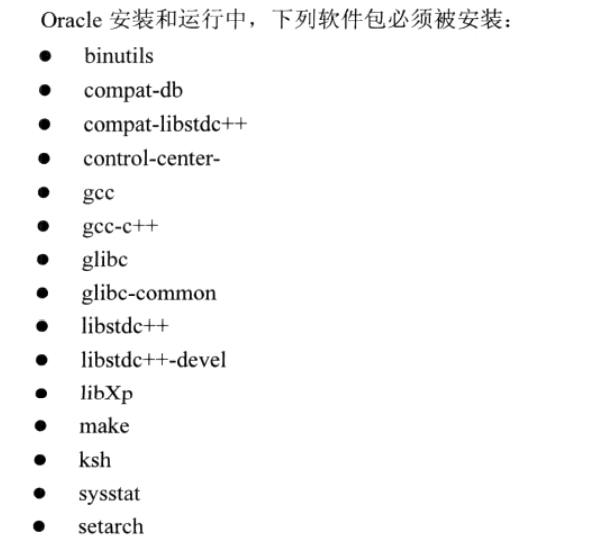 Oracle 安装和运行中，下列软件包必须被安装：
● binutils
● compat-db
● compat-libstdc++
● control-center-
● gcc
● gcc-c++
● glibc
● glibc-common
● libstdc++
● libstdc++-devel
● libXp
● make
● ksh
● sysstat
● setarch